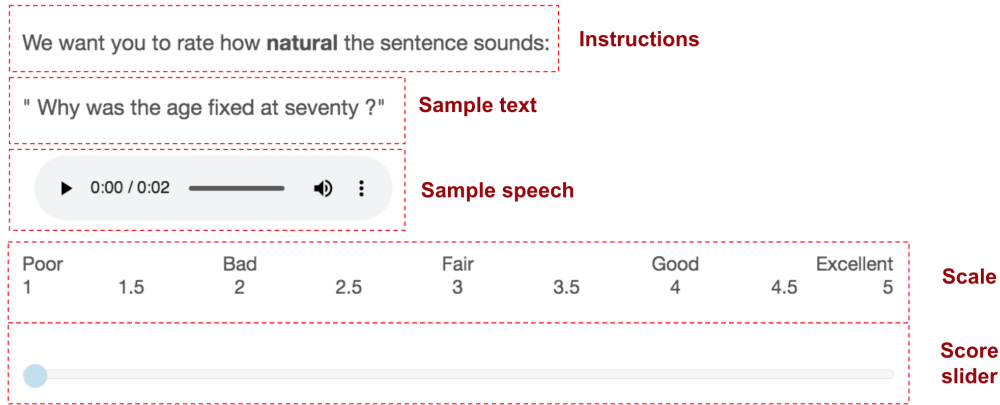 We want you to rate how natural the sentence sounds:
Instructions
" Why was the age fixed at seventy ?"
Sample text
0:00 / 0:02
Sample speech
Poor Bad Fair Good Excellent
1 1.5 2 2.5 3 3.5 4 4.5 5
Scale
Score
slider